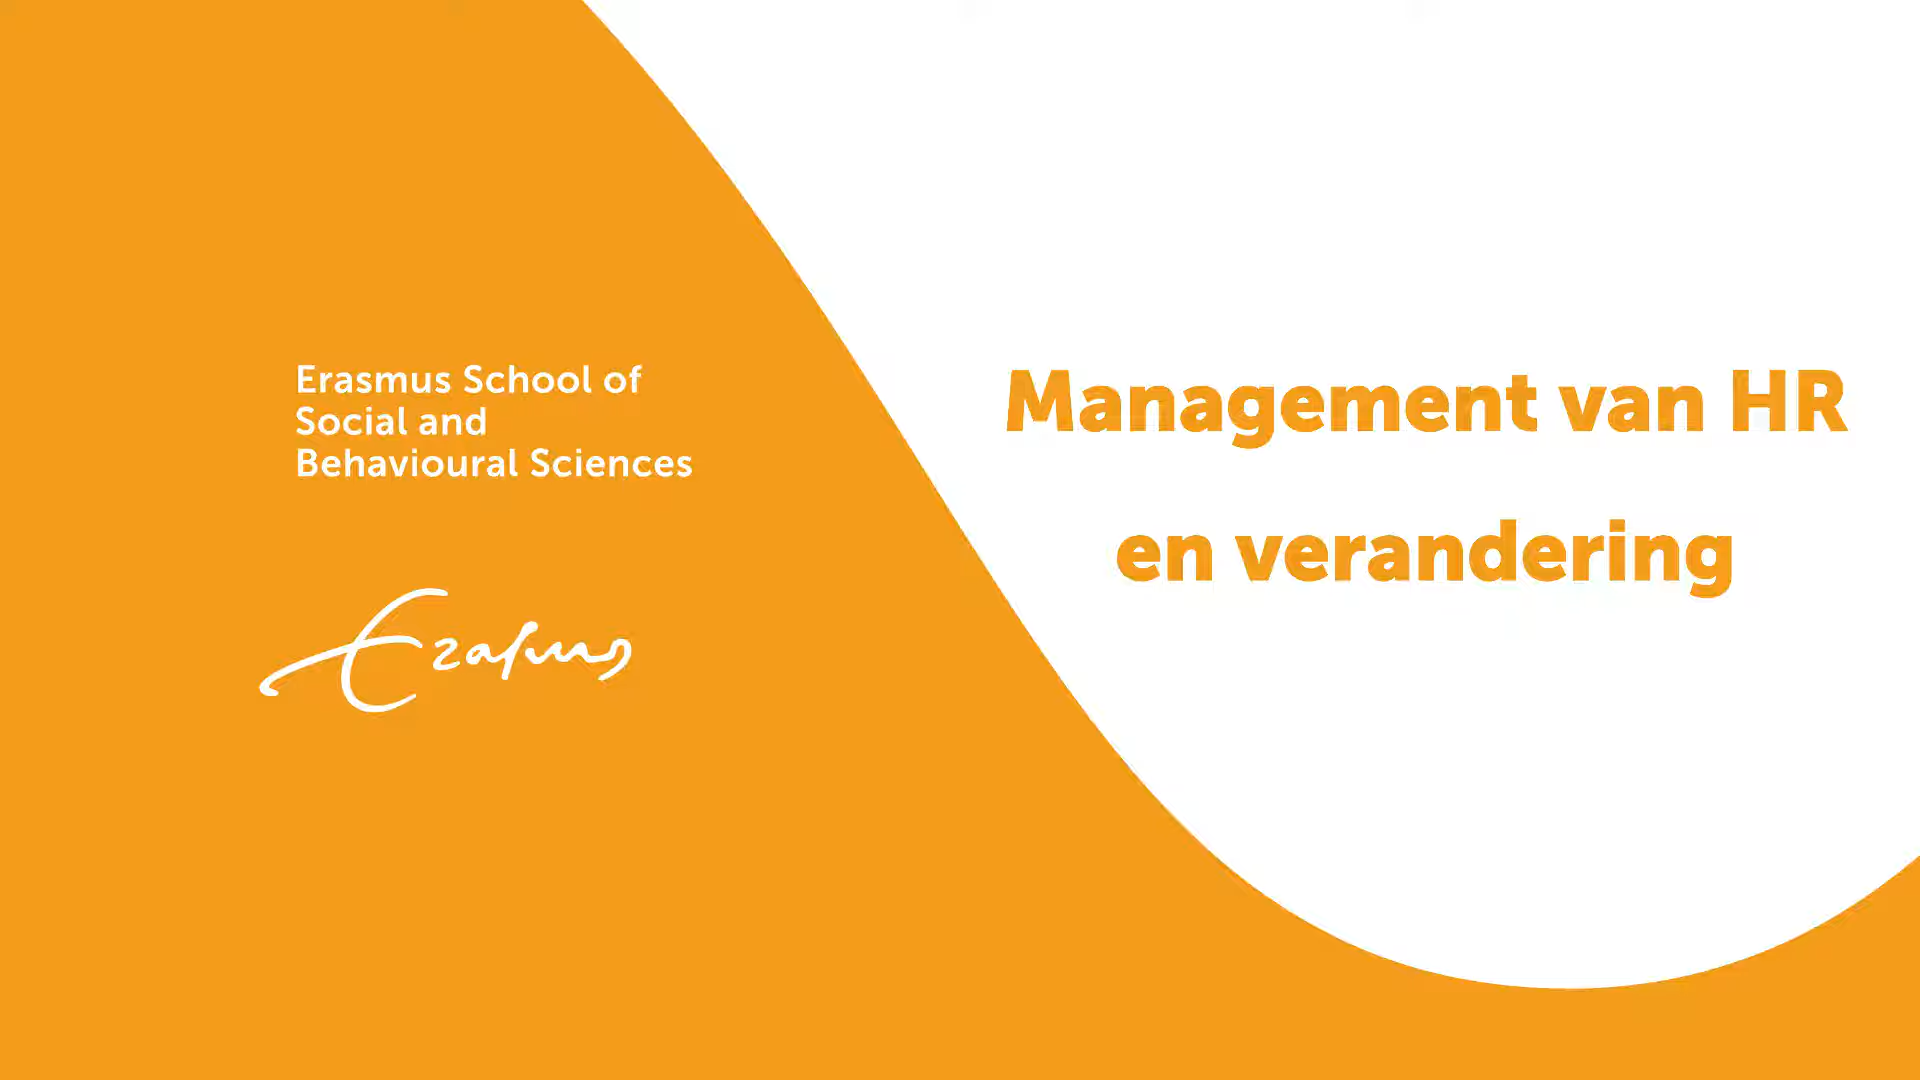 Erasmus School of
Social and
Behavioural Sciences
Erasmus
Management van HR
en verandering